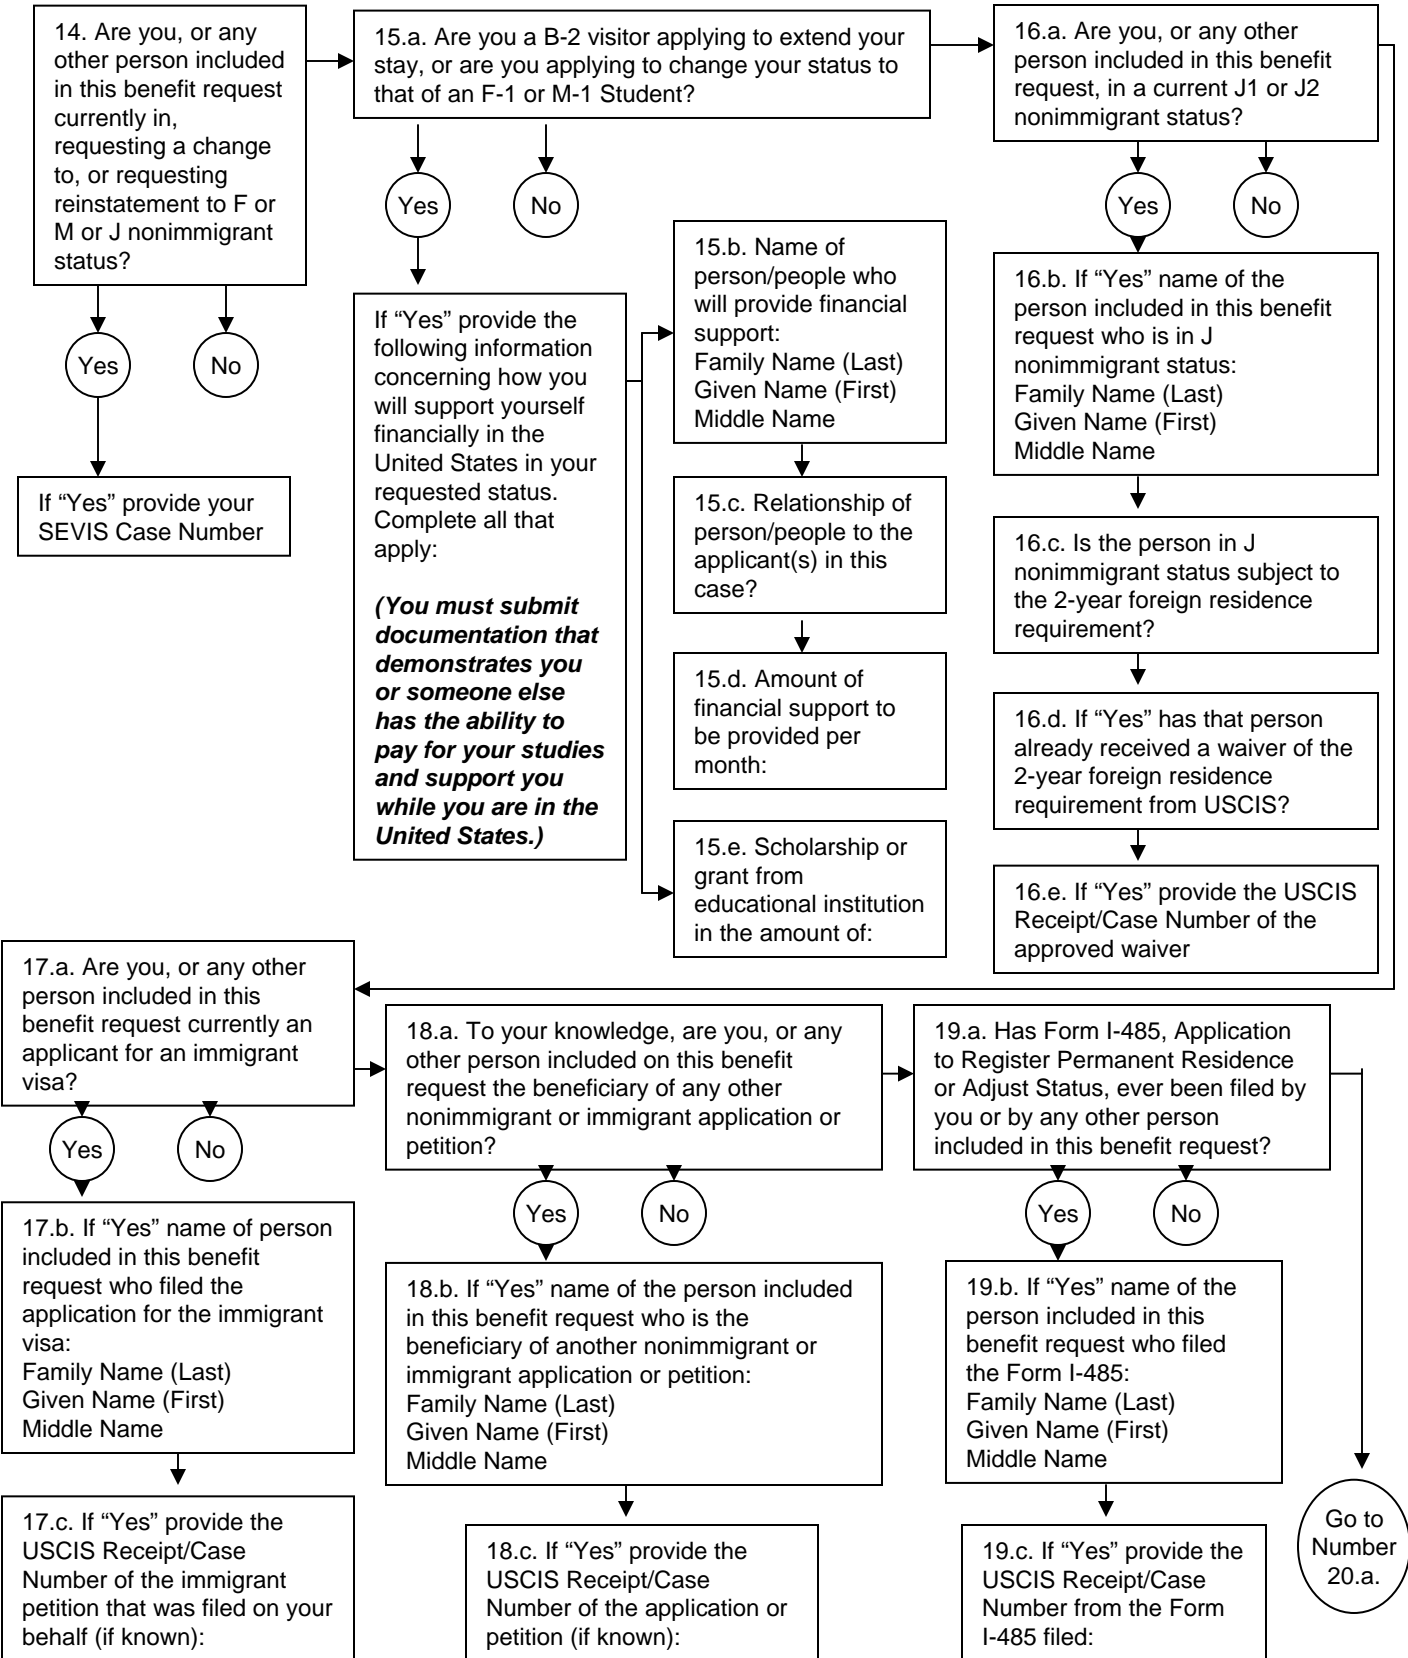 14. Are you, or any
other person included
in this benefit request
currently in,
requesting a change
to, or requesting
reinstatement to F or
M or J nonimmigrant
status?
Yes
No
If “Yes” provide your
SEVIS Case Number
15.a. Are you a B-2 visitor applying to extend your
stay, or are you applying to change your status to
that of an F-1 or M-1 Student?
Yes
No
If “Yes” provide the
following information
concerning how you
will support yourself
financially in the
United States in your
requested status.
Complete all that
apply:
(You must submit
documentation that
demonstrates you
or someone else
has the ability to
pay for your studies
and support you
while you are in the
United States.)
15.b. Name of
person/people who
will provide financial
support:
Family Name (Last)
Given Name (First)
Middle Name
15.c. Relationship of
person/people to the
applicant(s) in this
case?
15.d. Amount of
financial support to
be provided per
month:
15.e. Scholarship or
grant from
educational institution
in the amount of:
16.a. Are you, or any other
person included in this benefit
request, in a current J1 or J2
nonimmigrant status?
Yes
No
16.b. If “Yes” name of the
person included in this benefit
request who is in J
nonimmigrant status:
Family Name (Last)
Given Name (First)
Middle Name
16.c. Is the person in J
nonimmigrant status subject to
the 2-year foreign residence
requirement?
16.d. If “Yes” has that person
already received a waiver of the
2-year foreign residence
requirement from USCIS?
16.e. If “Yes” provide the USCIS
Receipt/Case Number of the
approved waiver
17.a. Are you, or any other
person included in this
benefit request currently an
applicant for an immigrant
visa?
Yes
No
17.b. If “Yes” name of person
included in this benefit
request who filed the
application for the immigrant
visa:
Family Name (Last)
Given Name (First)
Middle Name
17.c. If “Yes” provide the
USCIS Receipt/Case
Number of the immigrant
petition that was filed on your
behalf (if known):
18.a. To your knowledge, are you, or any
other person included on this benefit
request the beneficiary of any other
nonimmigrant or immigrant application or
petition?
Yes
No
18.b. If “Yes” name of the person included
in this benefit request who is the
beneficiary of another nonimmigrant or
immigrant application or petition:
Family Name (Last)
Given Name (First)
Middle Name
18.c. If “Yes” provide the
USCIS Receipt/Case
Number of the application or
petition (if known):
19.a. Has Form I-485, Application
to Register Permanent Residence
or Adjust Status, ever been filed by
you or by any other person
included in this benefit request?
Yes
No
19.b. If “Yes” name of the
person included in this
benefit request who filed
the Form I-485:
Family Name (Last)
Given Name (First)
Middle Name
19.c. If “Yes” provide the
USCIS Receipt/Case
Number from the Form
I-485 filed:
Go to
Number
20.a.